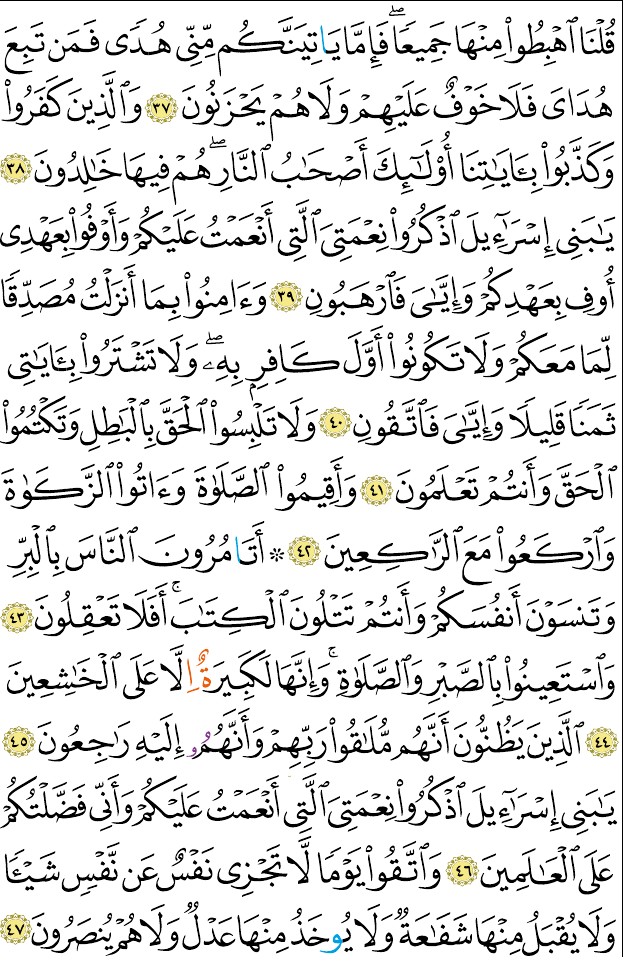 قُلْنَا ٱهْبِطُواْ مِنْهَا جَمِيعٗاۖ فَإِمَّا يَاتِيَنَّكُم مِّنِّى هُدٗى فَمَن تَبِعَ
هُدَاىَ فَلَا خَوْفٌ عَلَيْهِمْ وَلَا هُمْ يَحْزَنُونَ ٣٧ وَٱلَّذِينَ كَفَرُواْ
وَكَذَّبُواْ بِـَٔايَٰتِنَا أُوْلَٰٓئِكَ أَصْحَٰبُ ٱلنَّارِۖ هُمْ فِيهَا خَٰلِدُونَ ٣٨
يَٰبَنِى إِسْرَٰٓءِيلَ ٱذْكُرُواْ نِعْمَتِىَ ٱلَّتِى أَنْعَمْتُ عَلَيْكُمْ وَأَوْفُواْ بِعَهْدِى
أُوفِ بِعَهْدِكُمْ وَإِيَّٰىَ فَٱرْهَبُونِ ٣٩ وَءَامِنُواْ بِمَا أَنزَلْتُ مُصَدِّقٗا
لِّمَا مَعَكُمْ وَلَا تَكُونُواْ أَوَّلَ كَافِرِۭ بِهِۦۖ وَلَا تَشْتَرُواْ بِـَٔايَٰتِى
ثَمَنٗا قَلِيلٗا وَإِيَّٰىَ فَٱتَّقُونِ ٤٠ وَلَا تَلْبِسُواْ ٱلْحَقَّ بِٱلْبَٰطِلِ وَتَكْتُمُواْ
ٱلْحَقَّ وَأَنتُمْ تَعْلَمُونَ ٤١ وَأَقِيمُواْ ٱلصَّلَوٰةَ وَءَاتُواْ ٱلزَّكَوٰةَ
وَٱرْكَعُواْ مَعَ ٱلرَّٰكِعِينَ ٤٢ ۞ أَتَامُرُونَ ٱلنَّاسَ بِٱلْبِرِّ
وَتَنسَوْنَ أَنفُسَكُمْ وَأَنتُمْ تَتْلُونَ ٱلْكِتَٰبَۚ أَفَلَا تَعْقِلُونَ ٤٣
وَٱسْتَعِينُواْ بِٱلصَّبْرِ وَٱلصَّلَوٰةِۚ وَإِنَّهَا لَكَبِيرَةٌ اِلَّا عَلَى ٱلْخَٰشِعِينَ
٤٤ ٱلَّذِينَ يَظُنُّونَ أَنَّهُم مُّلَٰقُواْ رَبِّهِمْ وَأَنَّهُمُۥ إِلَيْهِ رَٰجِعُونَ ٤٥
يَٰبَنِى إِسْرَٰٓءِيلَ ٱذْكُرُواْ نِعْمَتِىَ ٱلَّتِى أَنْعَمْتُ عَلَيْكُمْ وَأَنِّى فَضَّلْتُكُمْ
عَلَى ٱلْعَٰلَمِينَ ٤٦ وَٱتَّقُواْ يَوْمٗا لَّا تَجْزِى نَفْسٌ عَن نَّفْسٖ شَيْـٔٗا
وَلَا يُقْبَلُ مِنْهَا شَفَٰعَةٞ وَلَا يُوخَذُ مِنْهَا عَدْلٞ وَلَا هُمْ يُنصَرُونَ ٤٧